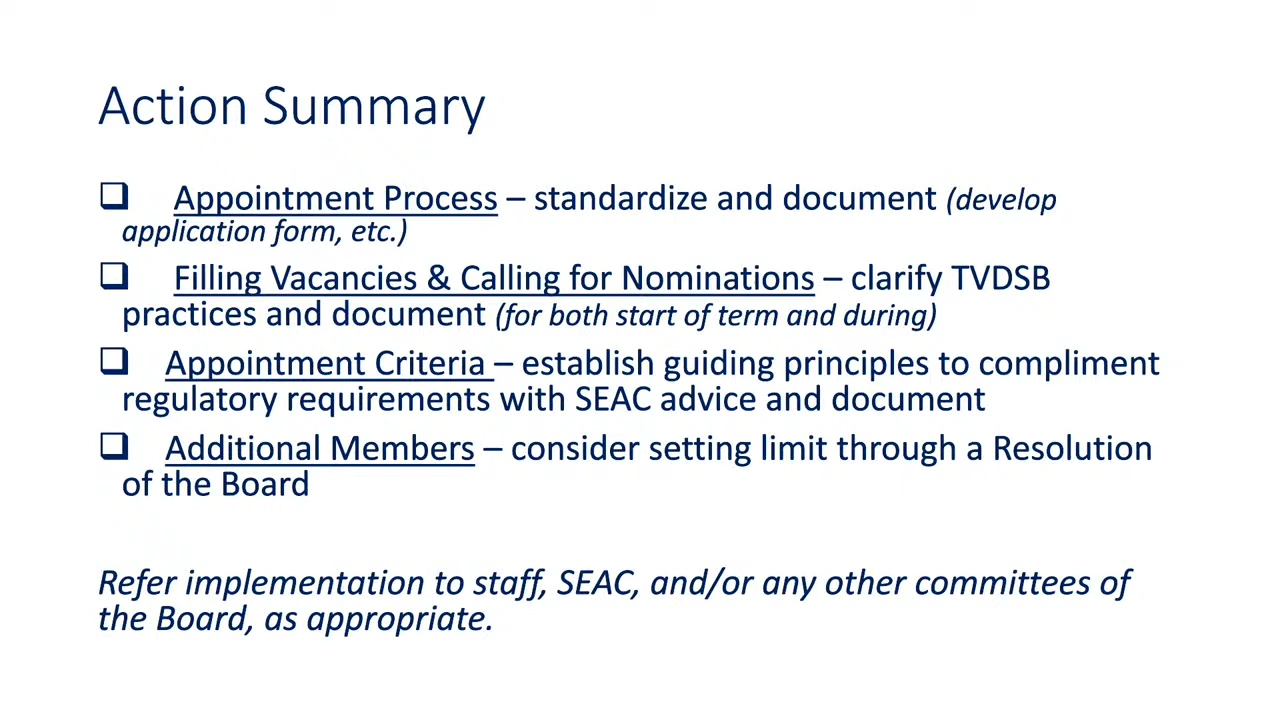 Action Summary
❑ Appointment Process – standardize and document (develop
application form, etc.)
❑ Filling Vacancies & Calling for Nominations – clarify TVDSB
practices and document (for both start of term and during)
❑ Appointment Criteria – establish guiding principles to compliment
regulatory requirements with SEAC advice and document
❑ Additional Members – consider setting limit through a Resolution
of the Board
Refer implementation to staff, SEAC, and/or any other committees of
the Board, as appropriate.